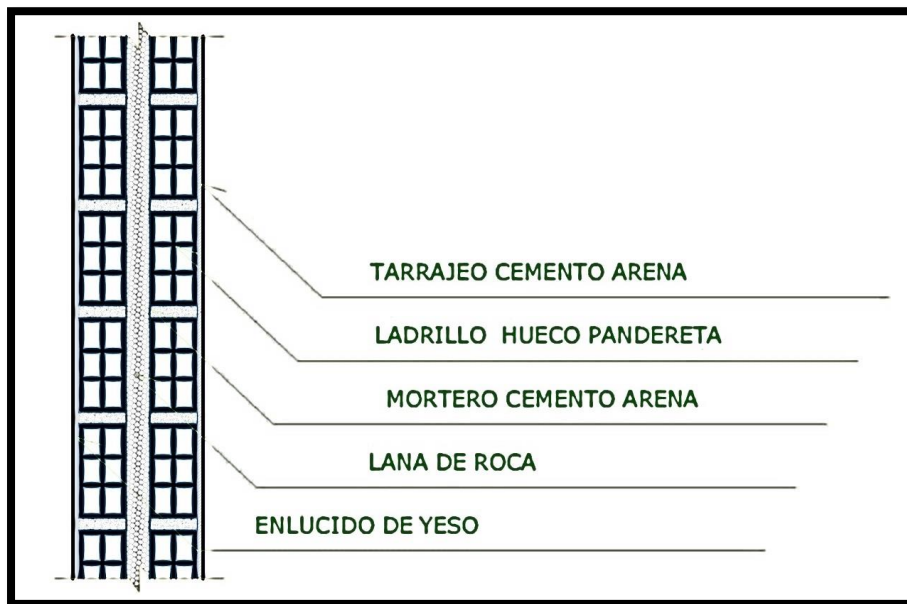 TARRAJEO CEMENTO ARENA
LADRILLO HUECO PANDERETA
MORTERO CEMENTO ARENA
LANA DE ROCA
ENLUCIDO DE YESO